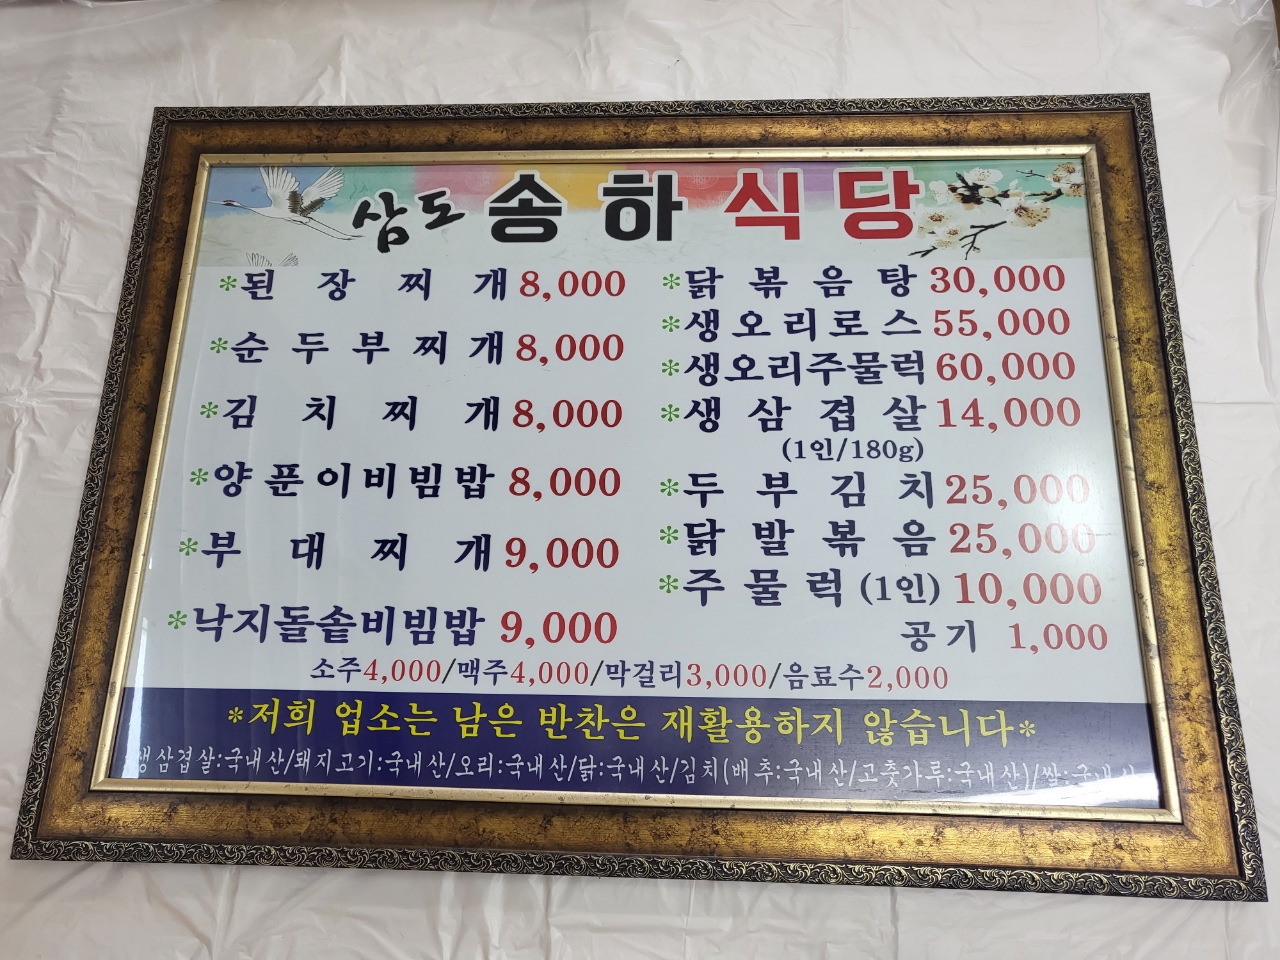 삼도 송하식당
*된장찌개 8,000
*순두부찌개 8,000
*김치찌개 8,000
*양푼이비빔밥 8,000
*부대찌개 9,000
*낙지돌솥비빔밥 9,000
*닭볶음탕 30,000
*생오리로스 55,000
*생오리주물럭 60,000
*생삼겹살 14,000
(1인/180g)
*두부김치 25,000
*닭발볶음 25,000
*주물럭(1인) 10,000
공기 1,000
소주4,000/맥주4,000/막걸리3,000/음료수2,000
*저희 업소는 남은 반찬은 재활용하지 않습니다*
생삼겹살:국내산/돼지고기:국내산/오리:국내산/닭:국내산/김치(배추:국내산/고춧가루:국내산)/쌀:국내산